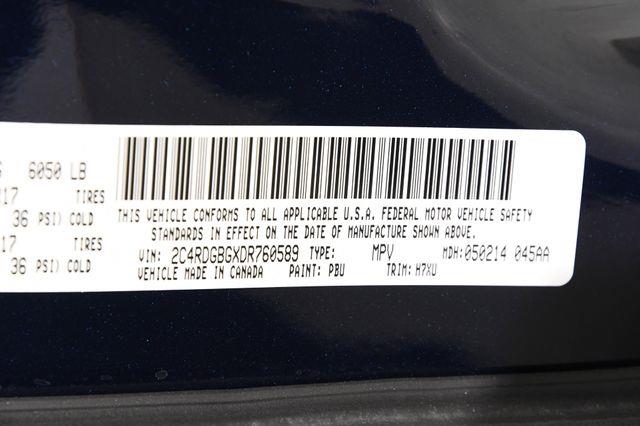 6050 LB
17 TIRES
36 PSI) COLD
17 TIRES
36 PSI) COLD
THIS VEHICLE CONFORMS TO ALL APPLICABLE U.S.A. FEDERAL MOTOR VEHICLE SAFETY
STANDARDS IN EFFECT ON THE DATE OF MANUFACTURE SHOWN ABOVE.
VIN: 2C4RDGBGXDR760589 TYPE: MPV MDH:050214 045AA
VEHICLE MADE IN CANADA PAINT: PBU TRIM: H7XU